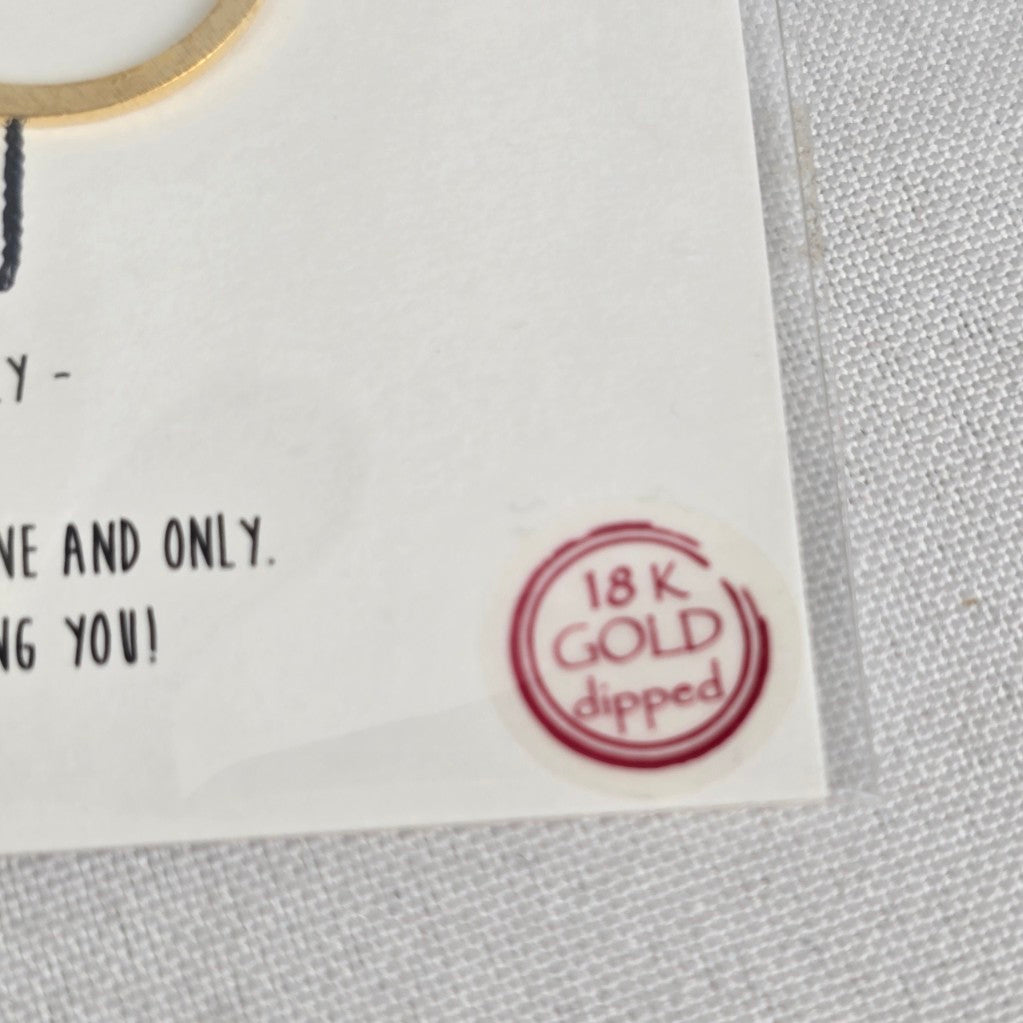 Y -
NE AND ONLY.
NG YOU!
18 K
GOLD
dipped